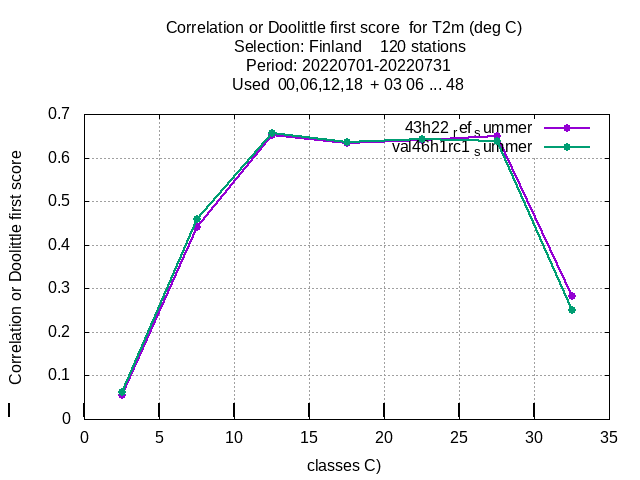 Correlation or Doolittle first score  for T2m (deg C)
Selection: Finland    120 stations
Period: 20220701-20220731
Used  00,06,12,18  + 03 06 ... 48
43h22_ref_summer
val46h1rc1_summer
Correlation or Doolittle first score
0.7
0.6
0.5
0.4
0.3
0.2
0.1
0
0 5 10 15 20 25 30 35
classes C)